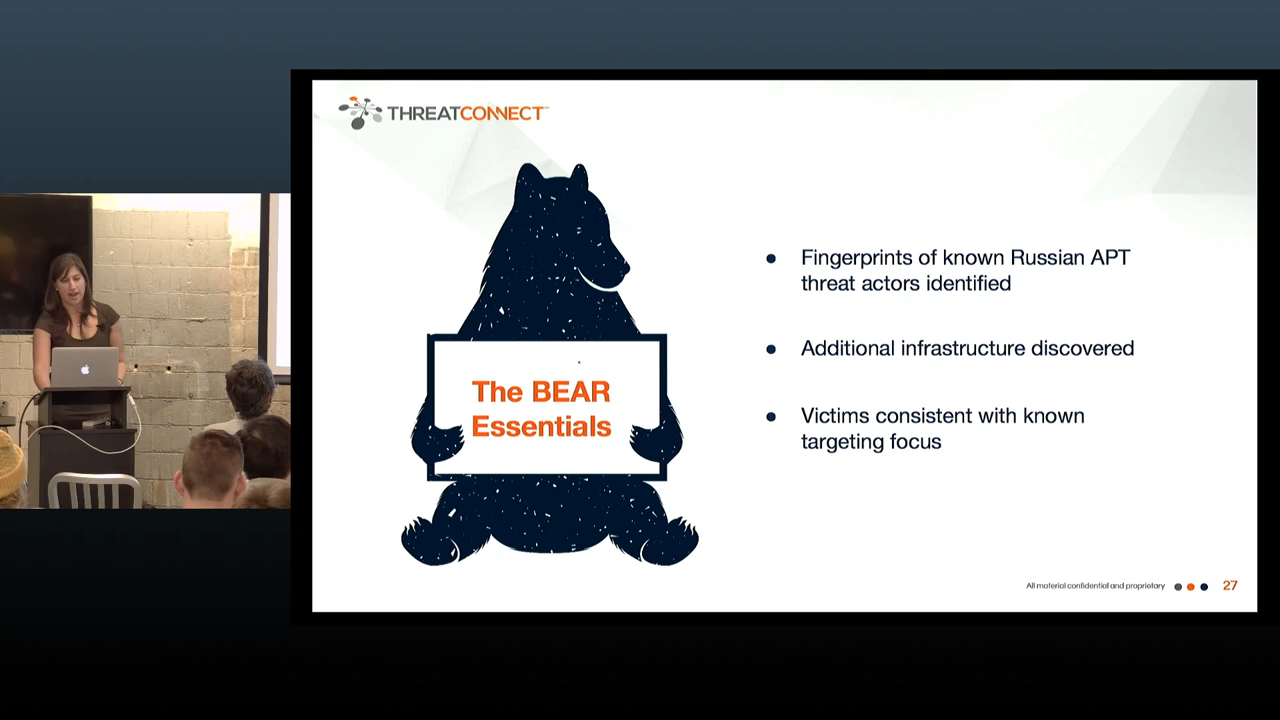 THREATCONNECT™
The BEAR
Essentials
● Fingerprints of known Russian APT
threat actors identified
● Additional infrastructure discovered
● Victims consistent with known
targeting focus
All material confidential and proprietary
27